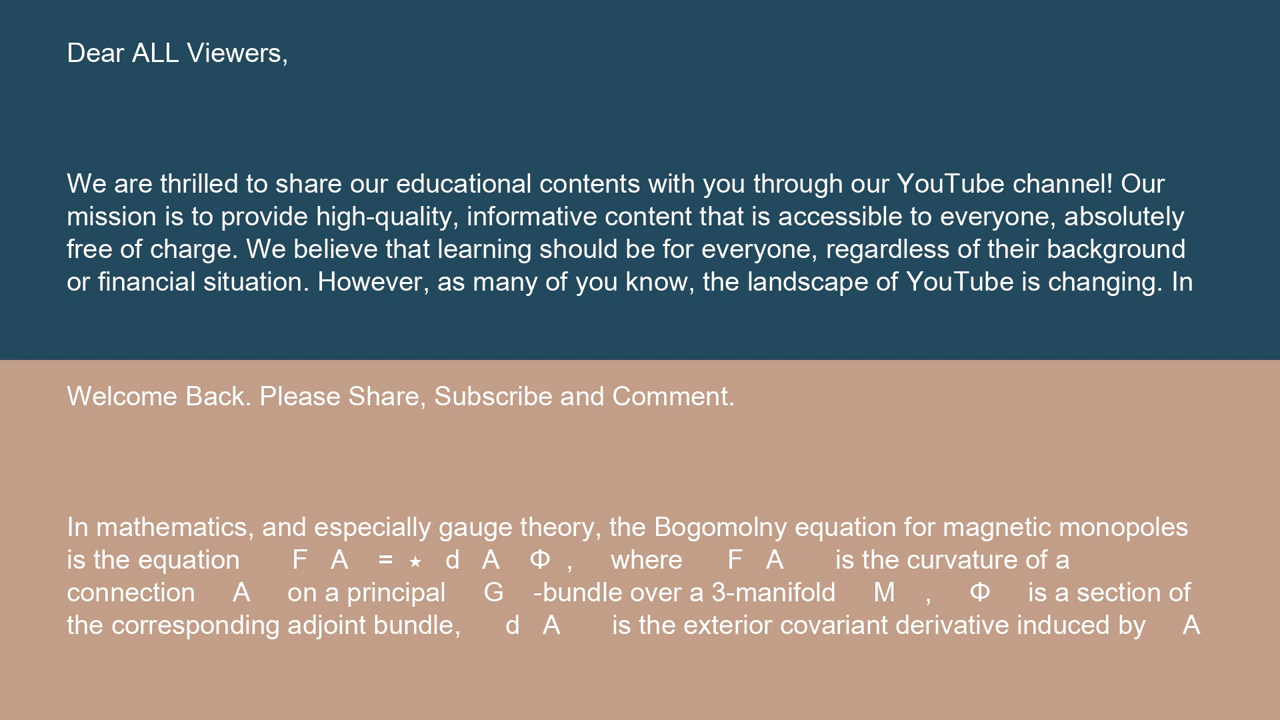 Dear ALL Viewers,
We are thrilled to share our educational contents with you through our YouTube channel! Our
mission is to provide high-quality, informative content that is accessible to everyone, absolutely
free of charge. We believe that learning should be for everyone, regardless of their background
or financial situation. However, as many of you know, the landscape of YouTube is changing. In
Welcome Back. Please Share, Subscribe and Comment.
In mathematics, and especially gauge theory, the Bogomolny equation for magnetic monopoles
is the equation F A = ⋆ d A Φ , where F A is the curvature of a
connection A on a principal G -bundle over a 3-manifold M , Φ is a section of
the corresponding adjoint bundle, d A is the exterior covariant derivative induced by A